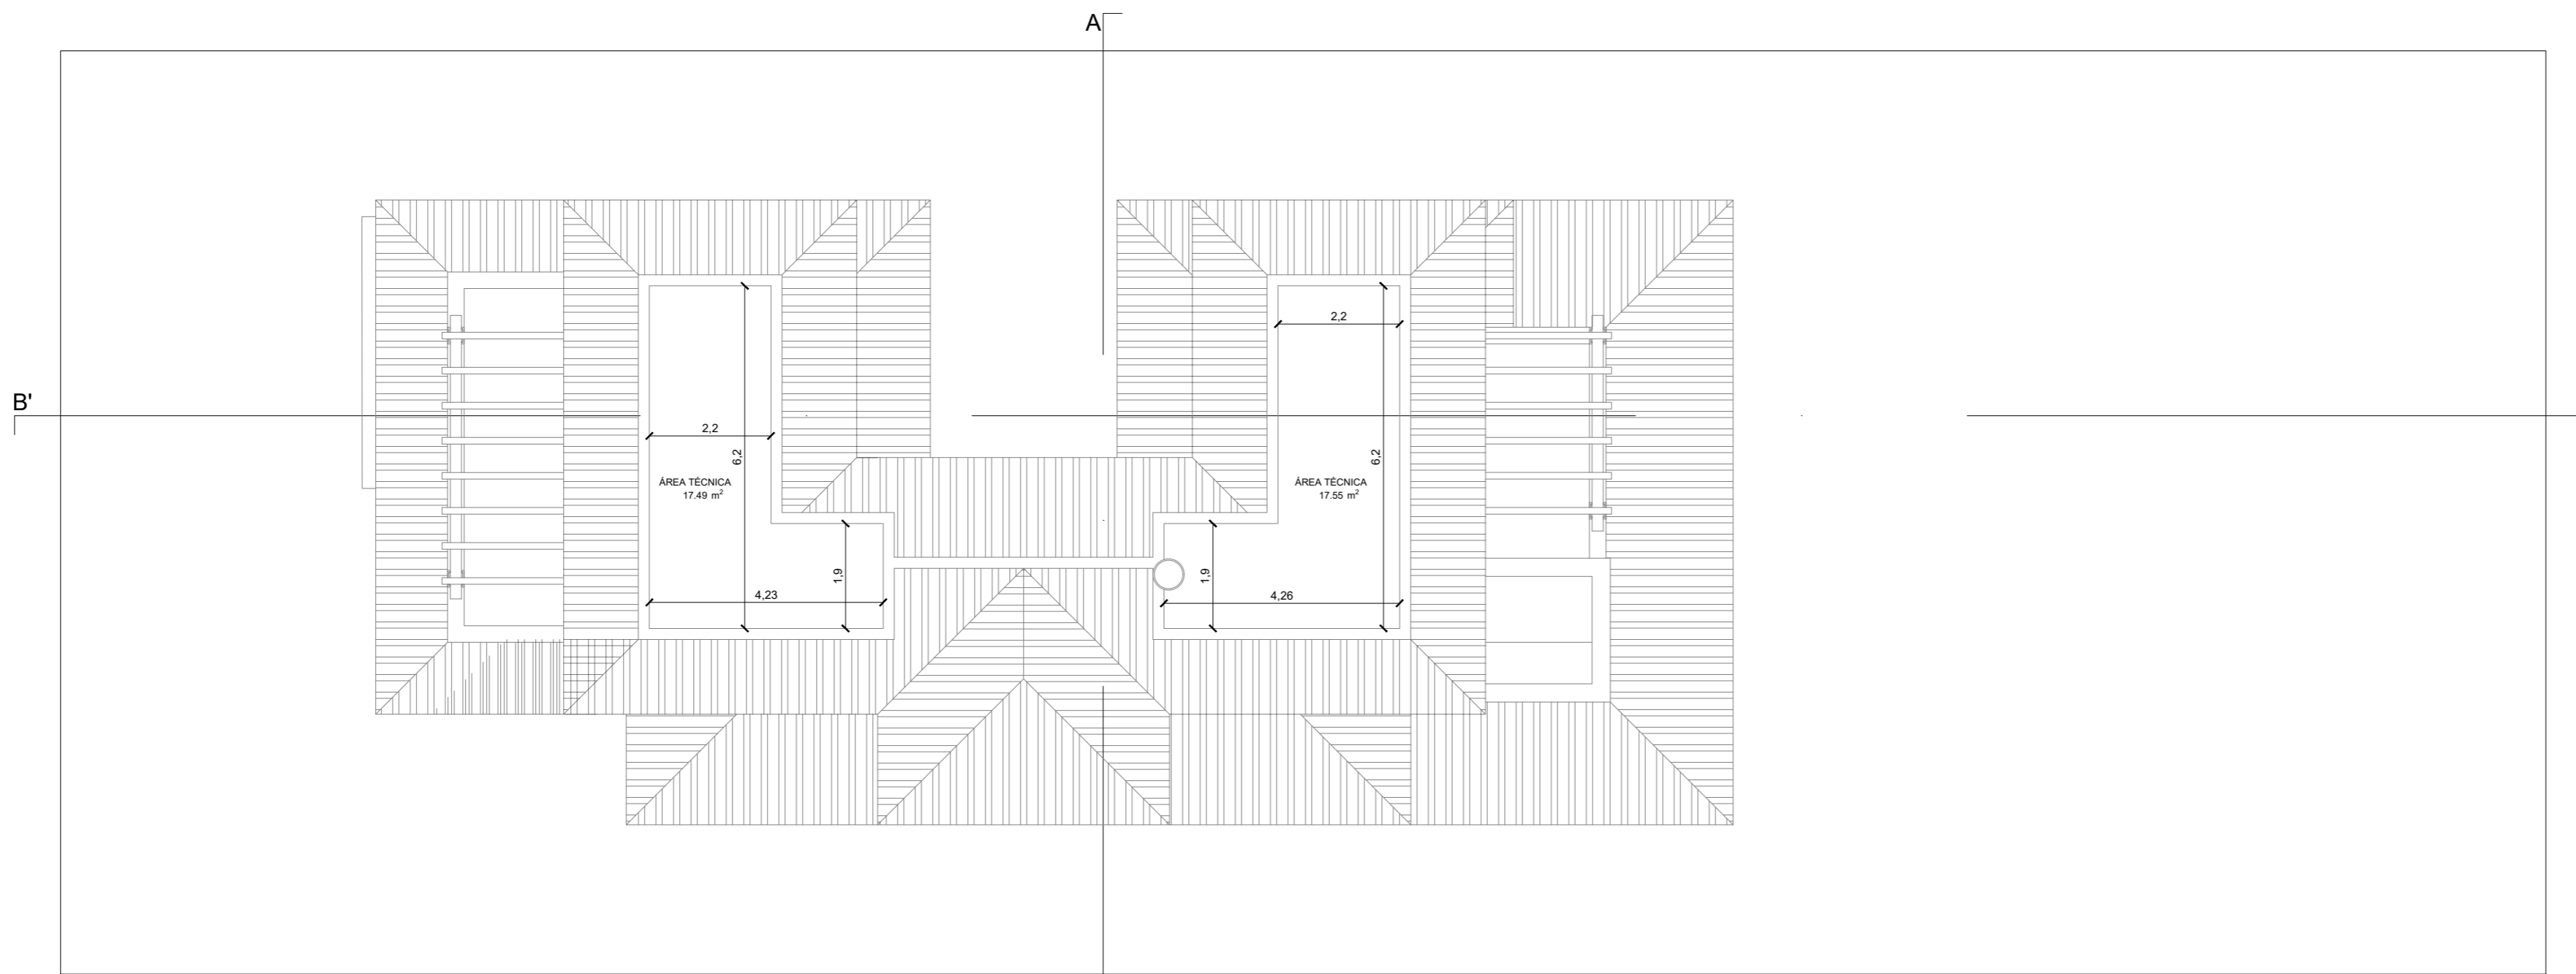 A
B'
2,2
2,2
6,2
6,2
ÁREA TÉCNICA
17.49 m²
ÁREA TÉCNICA
17.55 m²
1,9
1,9
4,23
4,26